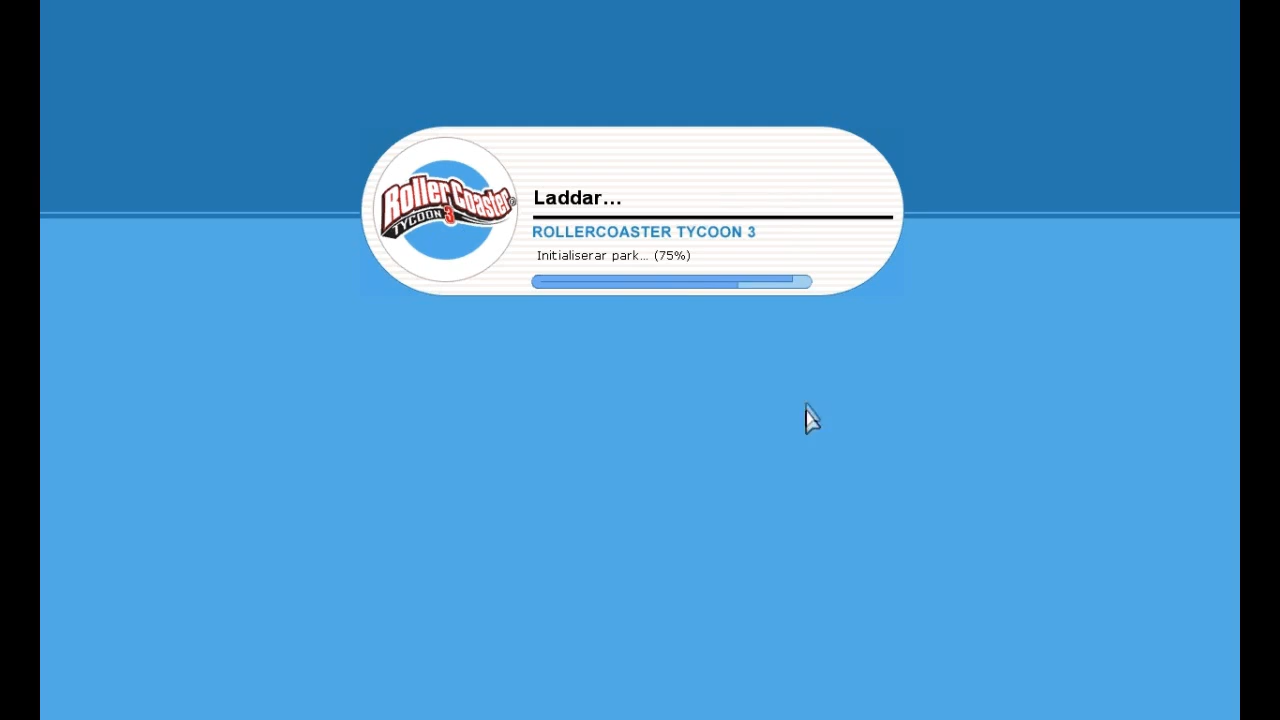 RollerCoaster®
TYCOON 3
Laddar...
ROLLERCOASTER TYCOON 3
Initialiserar park... (75%)